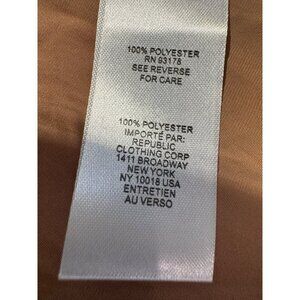 100% POLYESTER
RN 93178
SEE REVERSE
FOR CARE
100% POLYESTER
IMPORTÉ PAR:
REPUBLIC
CLOTHING CORP
1411 BROADWAY
NEW YORK
NY 10018 USA
ENTRETIEN
AU VERSO